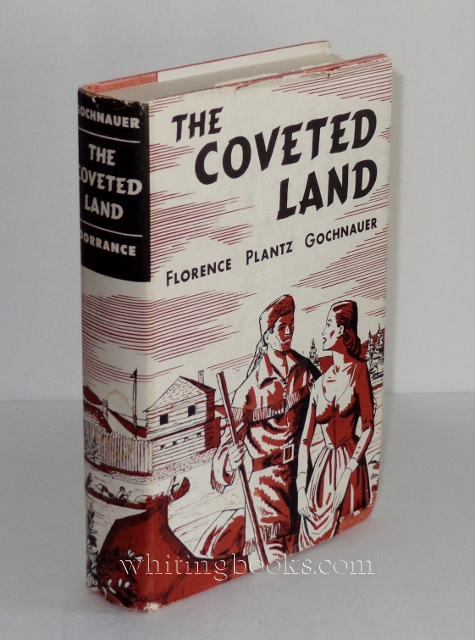 GOCHNAUER
THE
COVETED
LAND
DORRANCE
THE
COVETED
LAND
FLORENCE PLANTZ GOCHNAUER
whitingbooks.com